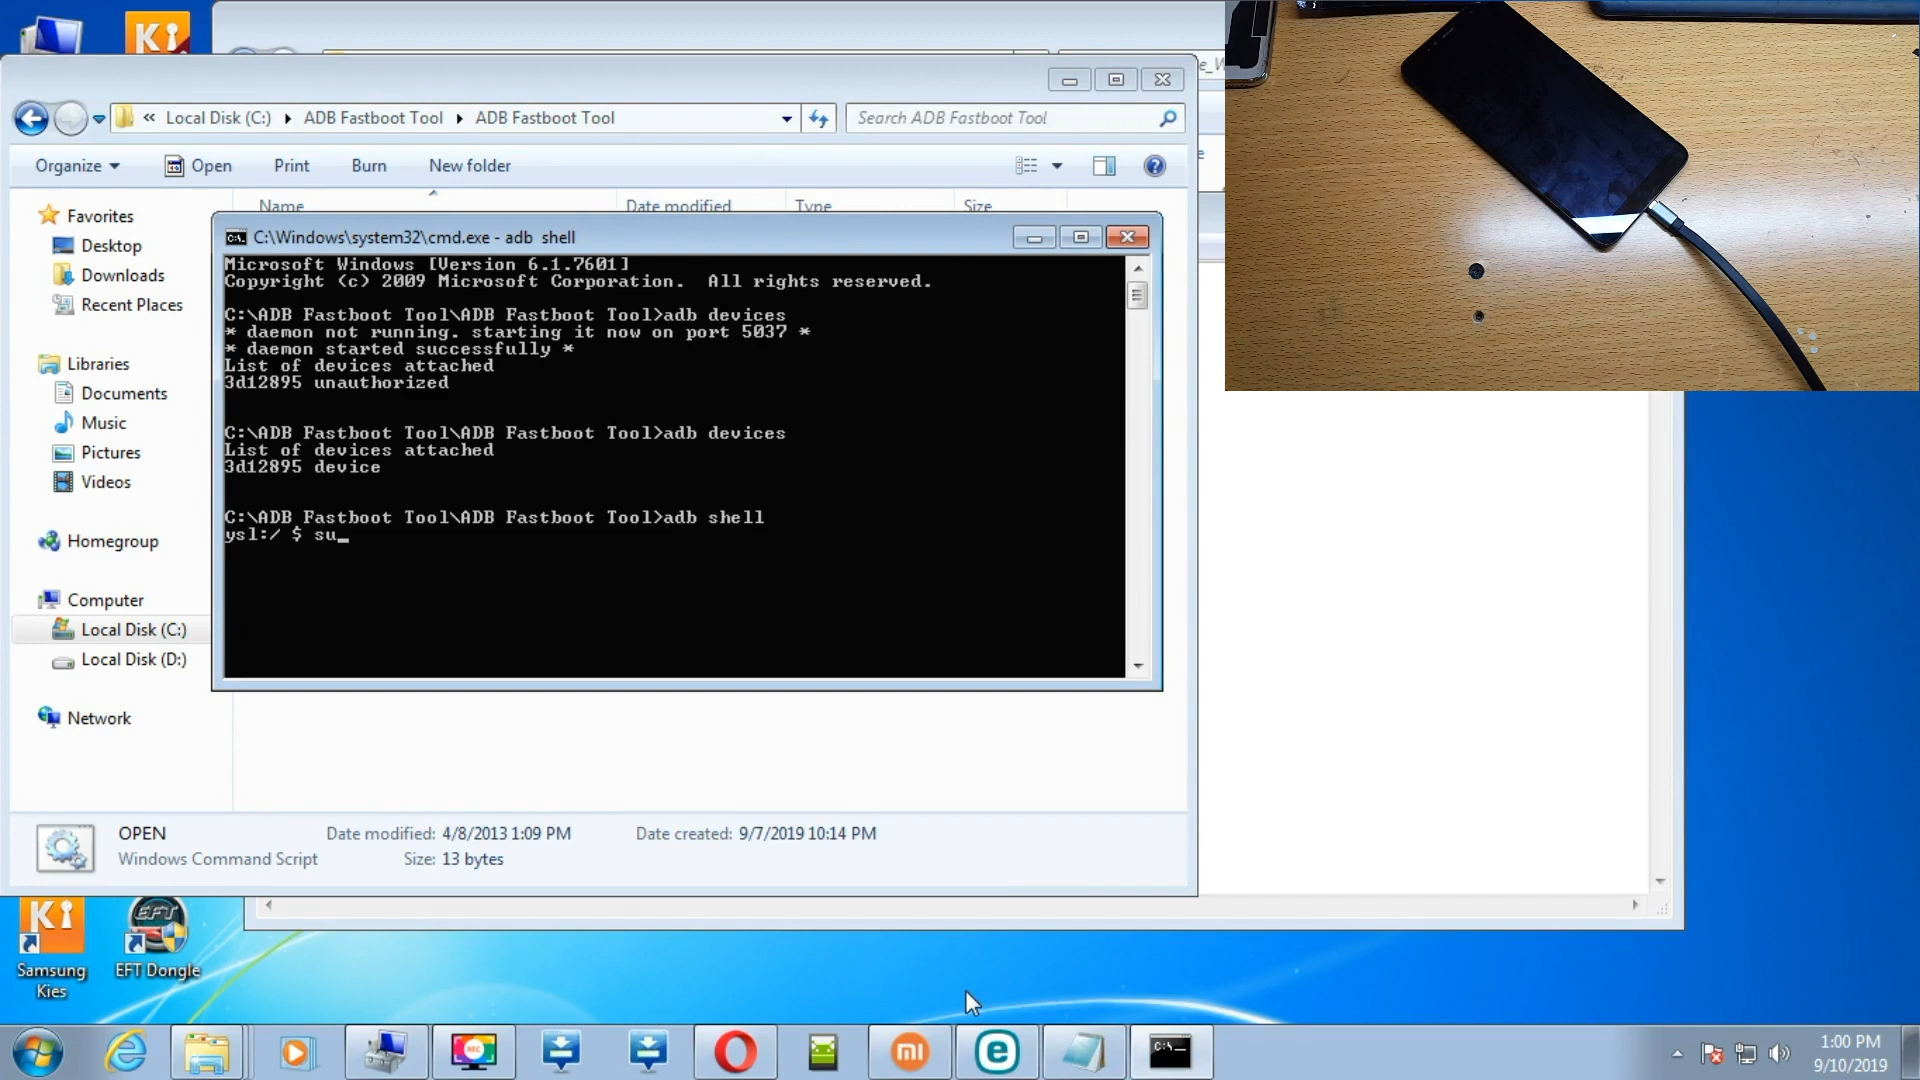 Local Disk (C:) ADB Fastboot Tool ADB Fastboot Tool
Search ADB Fastboot Tool
Organize Open Print Burn New folder
Name Date modified Type Size
Favorites
Desktop
Downloads
Recent Places
Libraries
Documents
Music
Pictures
Videos
Homegroup
Computer
Local Disk (C:)
Local Disk (D:)
Network
C:\Windows\system32\cmd.exe - adb shell
Microsoft Windows [Version 6.1.7601]
Copyright (c) 2009 Microsoft Corporation. All rights reserved.
C:\ADB Fastboot Tool\ADB Fastboot Tool>adb devices
* daemon not running. starting it now on port 5037 *
* daemon started successfully *
List of devices attached
3d12895 unauthorized
C:\ADB Fastboot Tool\ADB Fastboot Tool>adb devices
List of devices attached
3d12895 device
C:\ADB Fastboot Tool\ADB Fastboot Tool>adb shell
ysl:/ $ su_
OPEN Date modified: 4/8/2013 1:09 PM Date created: 9/7/2019 10:14 PM
Windows Command Script Size: 13 bytes
Samsung
Kies
EFT
EFT Dongle
REC
1:00 PM
9/10/2019